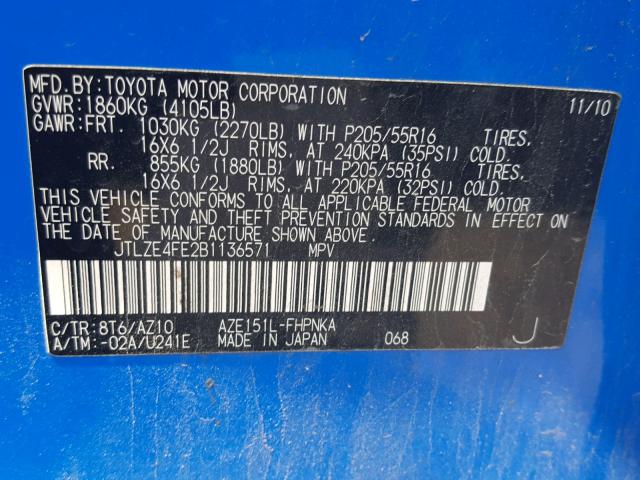 MFD.BY:TOYOTA MOTOR CORPORATION 11/10
GVWR:1860KG (4105LB)
GAWR:FRT. 1030KG (2270LB) WITH P205/55R16 TIRES,
16X6 1/2J RIMS, AT 240KPA (35PSI) COLD.
RR. 855KG (1880LB) WITH P205/55R16 TIRES,
16X6 1/2J RIMS, AT 220KPA (32PSI) COLD.
THIS VEHICLE CONFORMS TO ALL APPLICABLE FEDERAL MOTOR
VEHICLE SAFETY AND THEFT PREVENTION STANDARDS IN EFFECT ON
THE DATE OF MANUFACTURE SHOWN ABOVE.
JTLZE4FE2B1136571 MPV
C/TR:8T6/AZ10 AZE151L-FHPNKA
A/TM:-02A/U241E MADE IN JAPAN 068 J